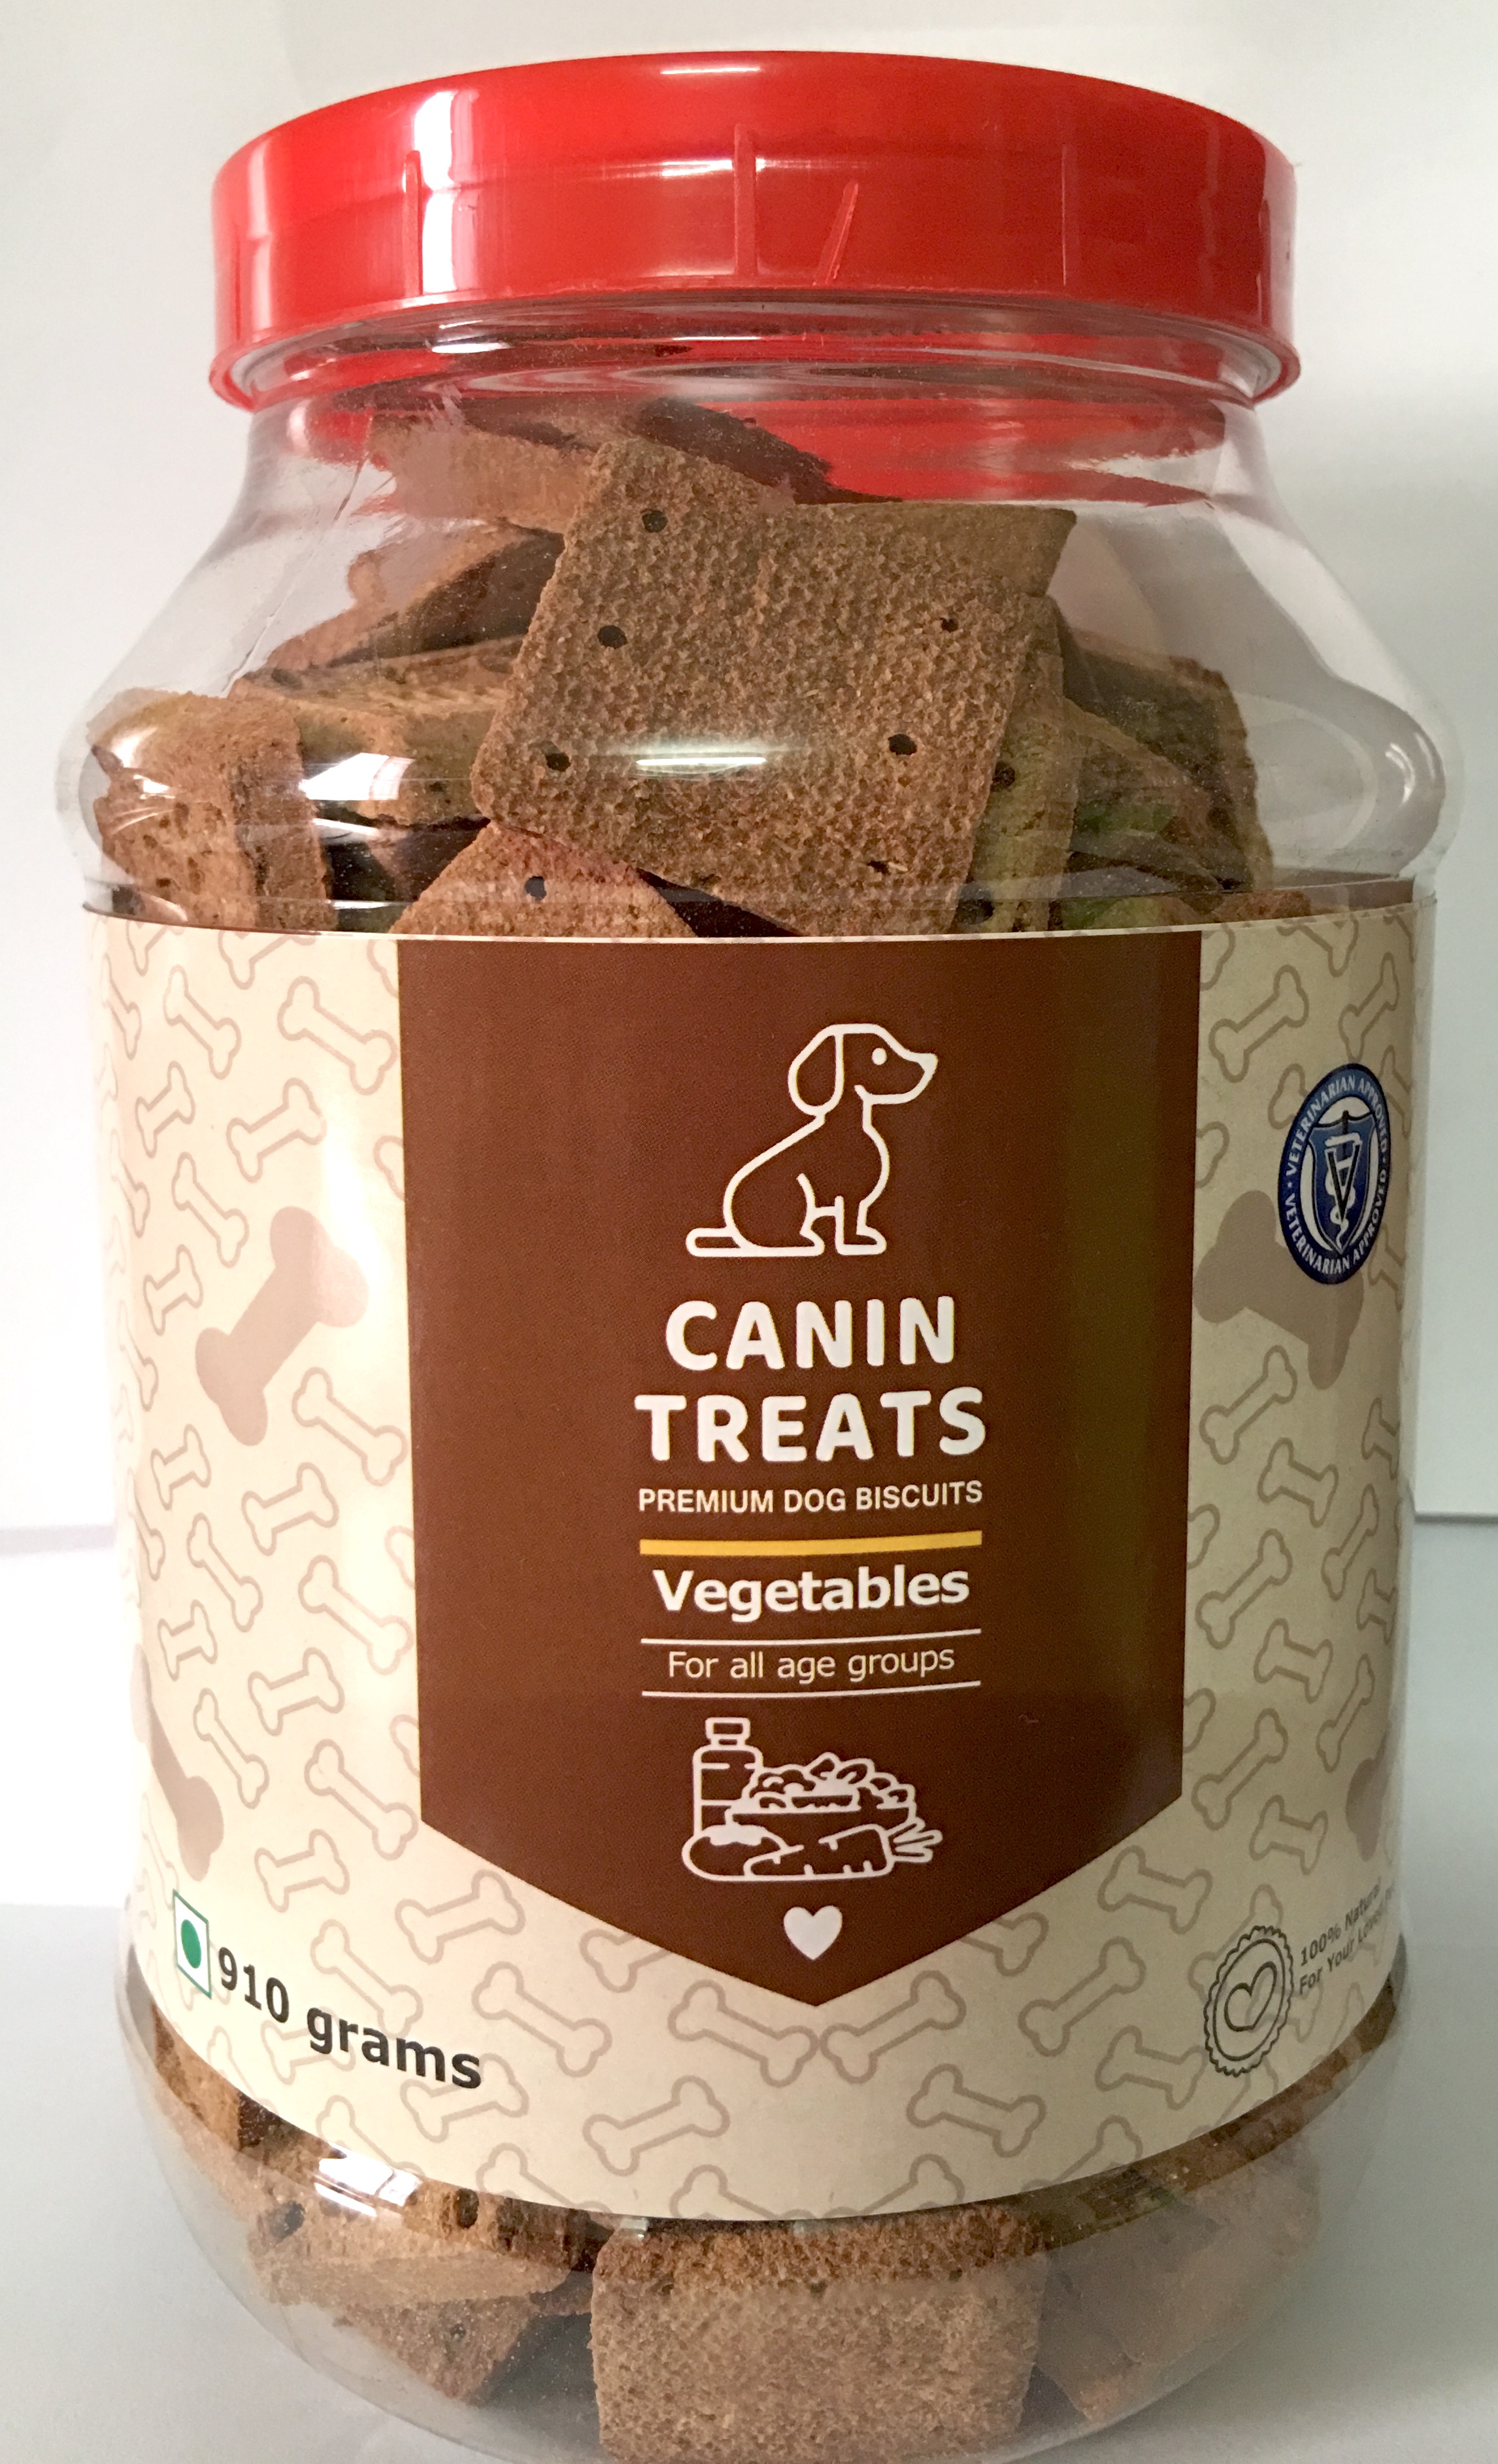 VETERINARIAN APPROVED • VETERINARIAN APPROVED •
CANIN
TREATS
PREMIUM DOG BISCUITS
Vegetables
For all age groups
910 grams
100% Natural
For Your Loved